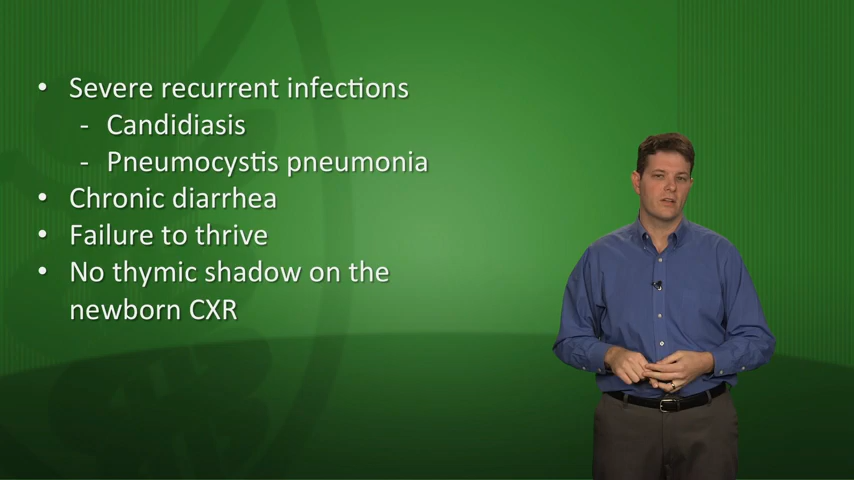 • Severe recurrent infections
- Candidiasis
- Pneumocystis pneumonia
• Chronic diarrhea
• Failure to thrive
• No thymic shadow on the
newborn CXR